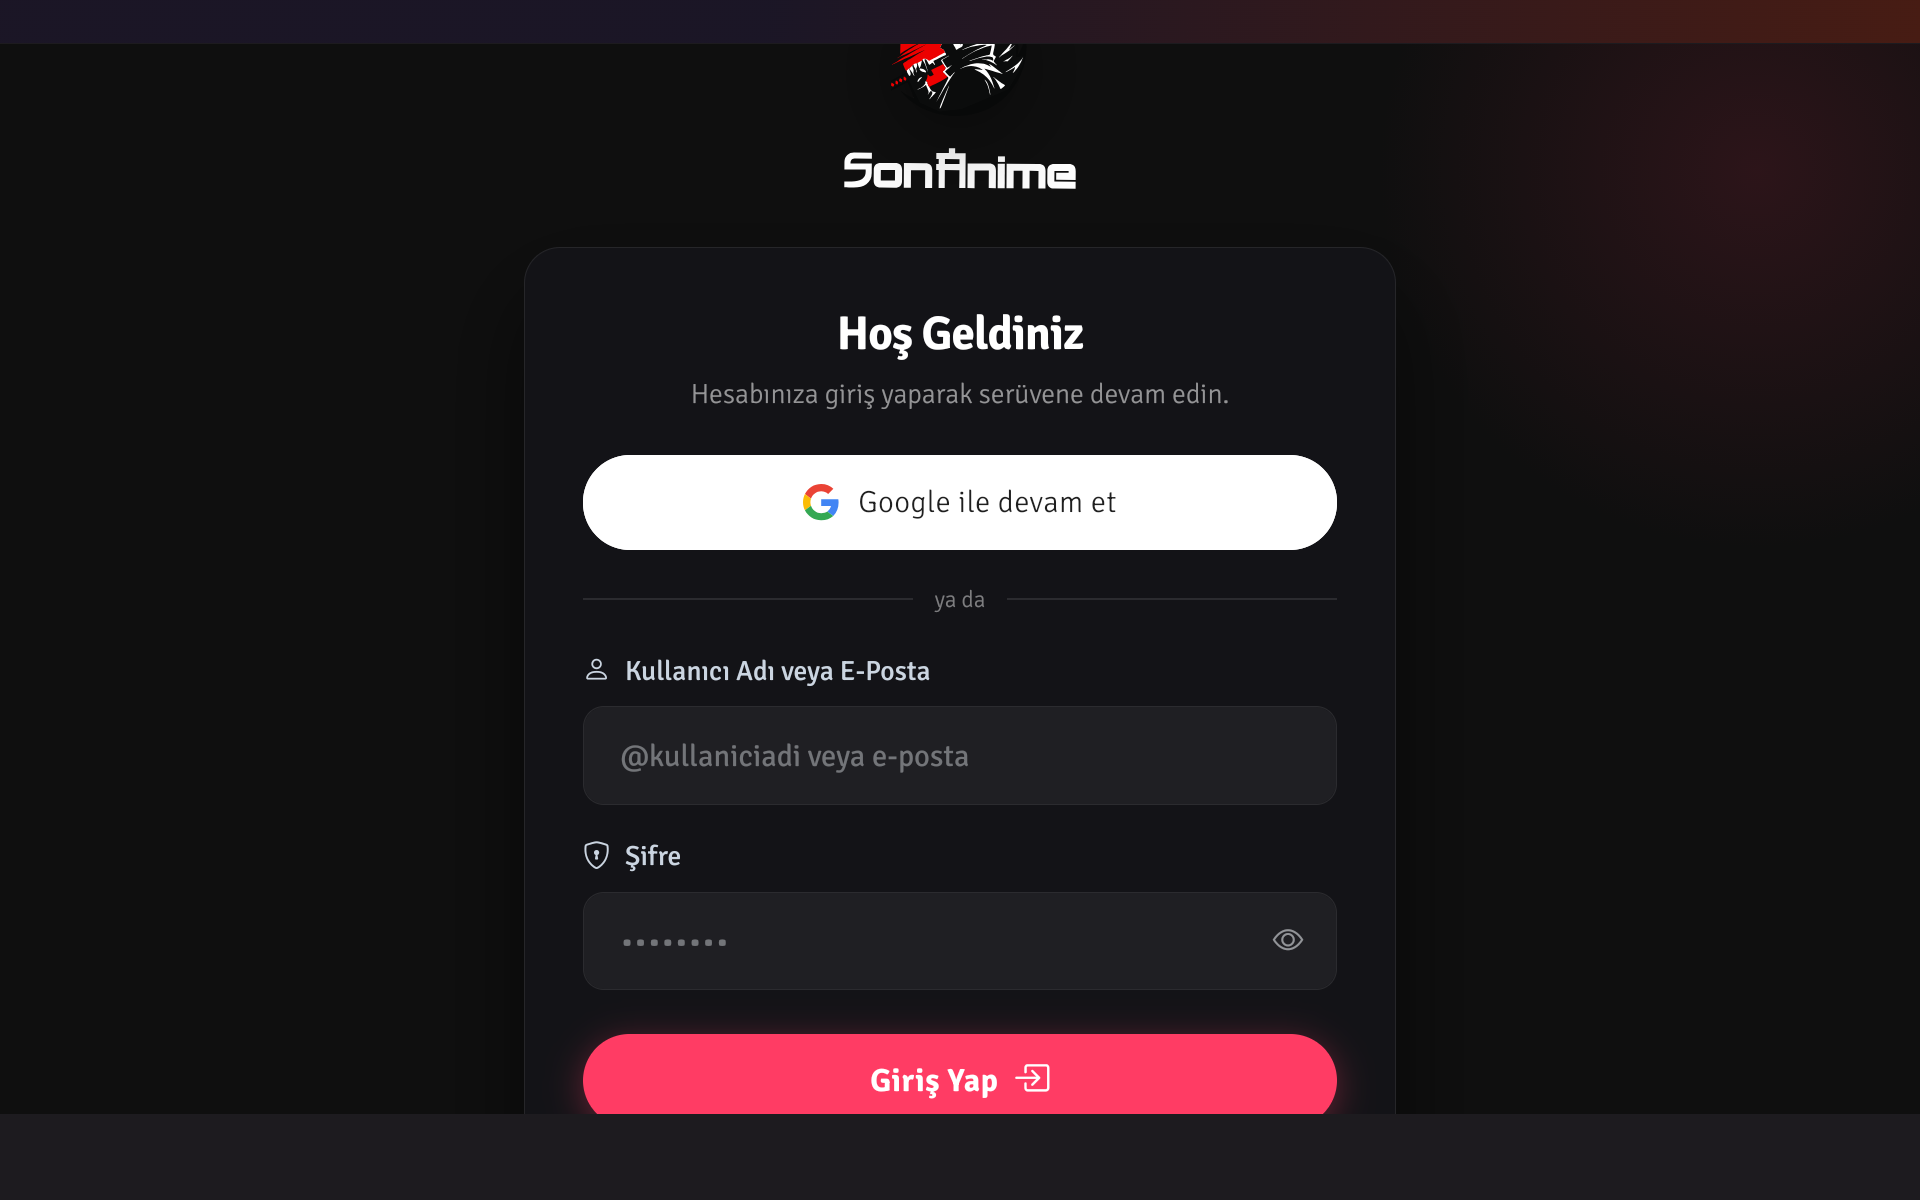 SonAnime
Hoş Geldiniz
Hesabınıza giriş yaparak serüvene devam edin.
Google ile devam et
ya da
Kullanıcı Adı veya E-Posta
@kullaniciadi veya e-posta
Şifre
••••••••
Giriş Yap